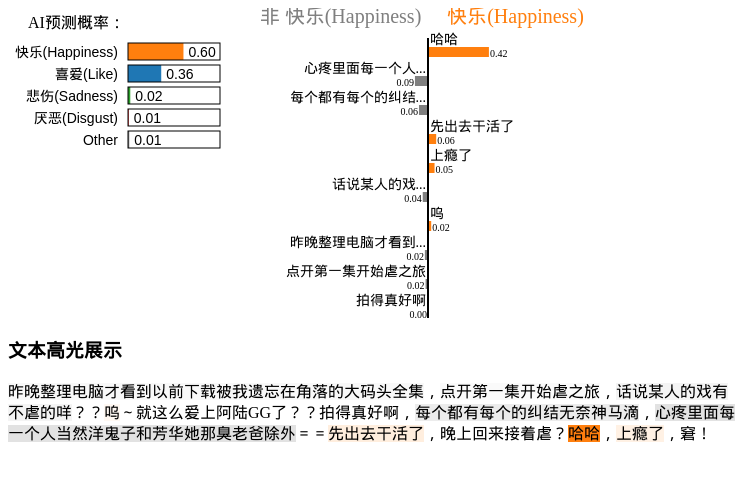 AI预测概率：
快乐(Happiness) 0.60
喜爱(Like) 0.36
悲伤(Sadness) 0.02
厌恶(Disgust) 0.01
Other 0.01
非 快乐(Happiness) 快乐(Happiness)
哈哈
0.42
心疼里面每一个人...
0.09
每个都有每个的纠结...
0.06
先出去干活了
0.06
上瘾了
0.05
话说某人的戏...
0.04
呜
0.02
昨晚整理电脑才看到...
0.02
点开第一集开始虐之旅
0.02
拍得真好啊
0.00
文本高光展示
昨晚整理电脑才看到以前下载被我遗忘在角落的大码头全集，点开第一集开始虐之旅，话说某人的戏有
不虐的咩？？呜～就这么爱上阿陆GG了？？拍得真好啊，每个都有每个的纠结无奈神马滴，心疼里面每
一个人当然洋鬼子和芳华她那臭老爸除外＝＝先出去干活了，晚上回来接着虐？哈哈，上瘾了，窘！